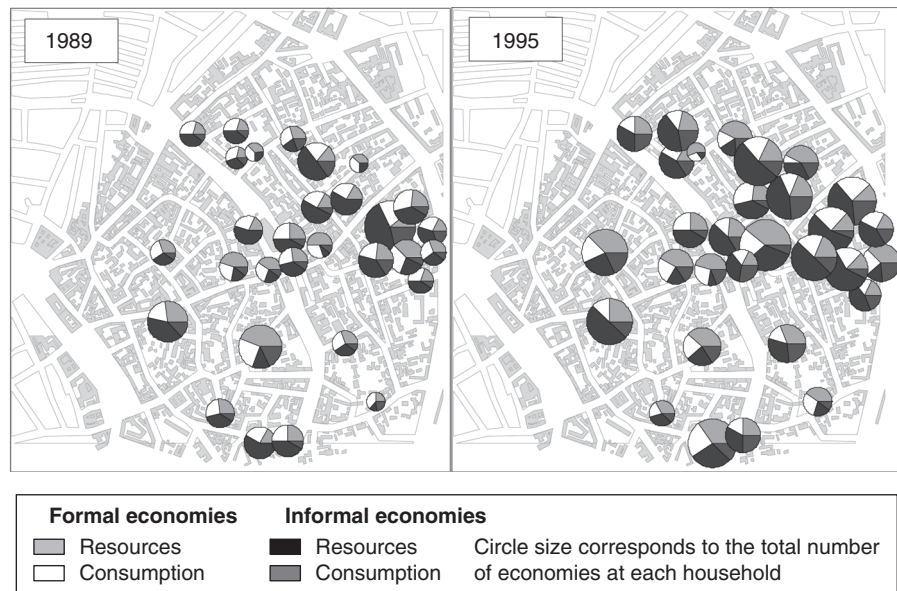 1989
1995
Formal economies Informal economies
Resources Resources Circle size corresponds to the total number
Consumption Consumption of economies at each household